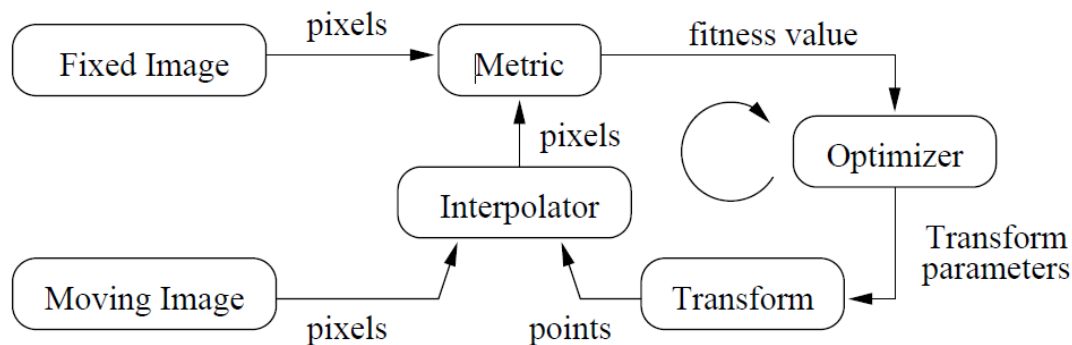 pixels
fitness value
Fixed Image
Metric
pixels
Optimizer
Interpolator
Transform
parameters
Moving Image
Transform
pixels
points